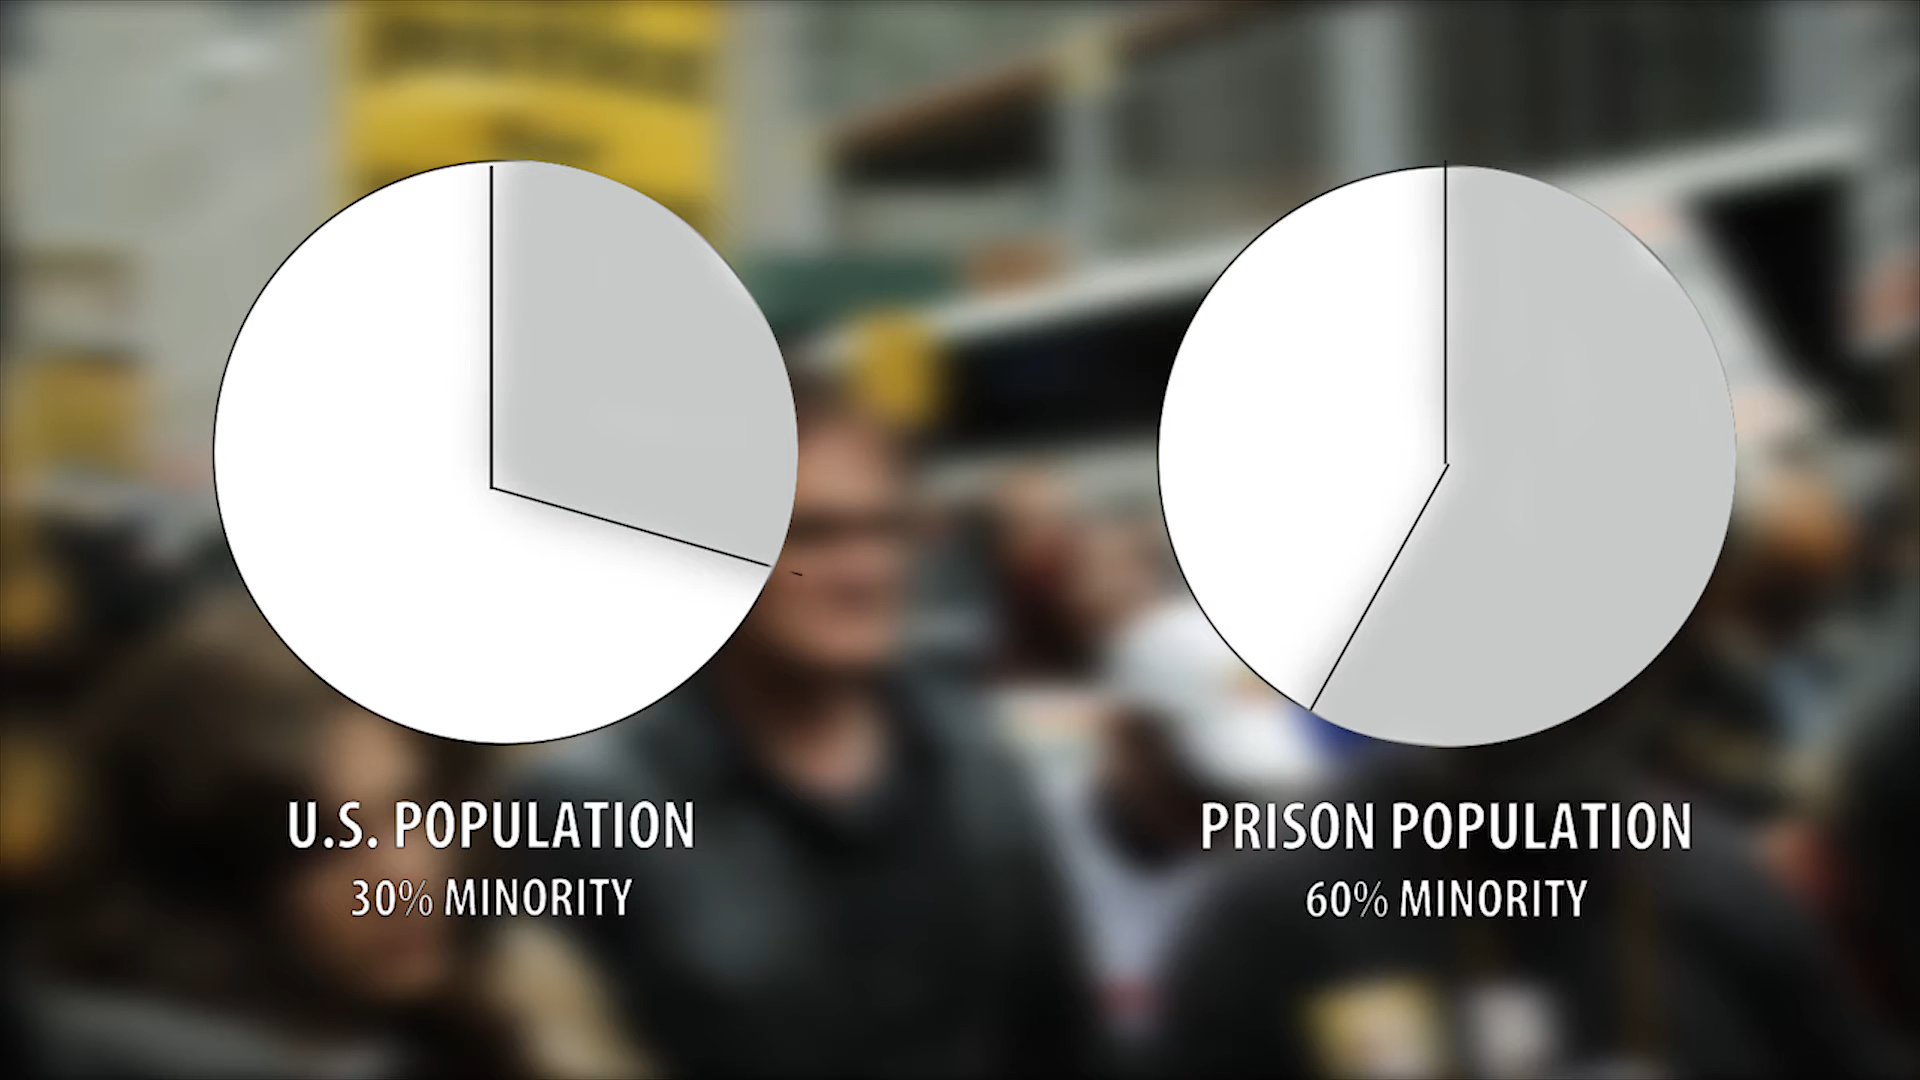 U.S. POPULATION
30% MINORITY
PRISON POPULATION
60% MINORITY